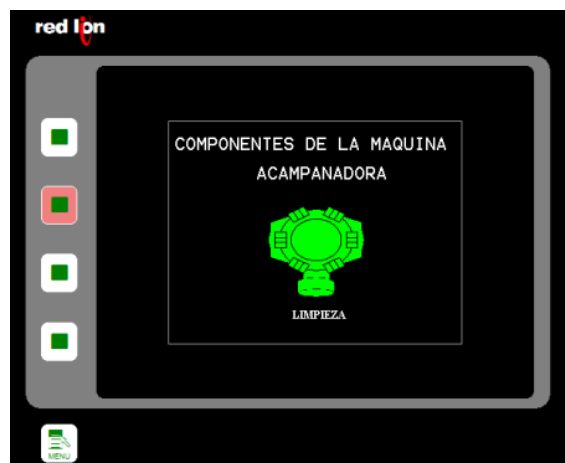 red lion
COMPONENTES DE LA MAQUINA
ACAMPANADORA
LIMPIEZA
MENU